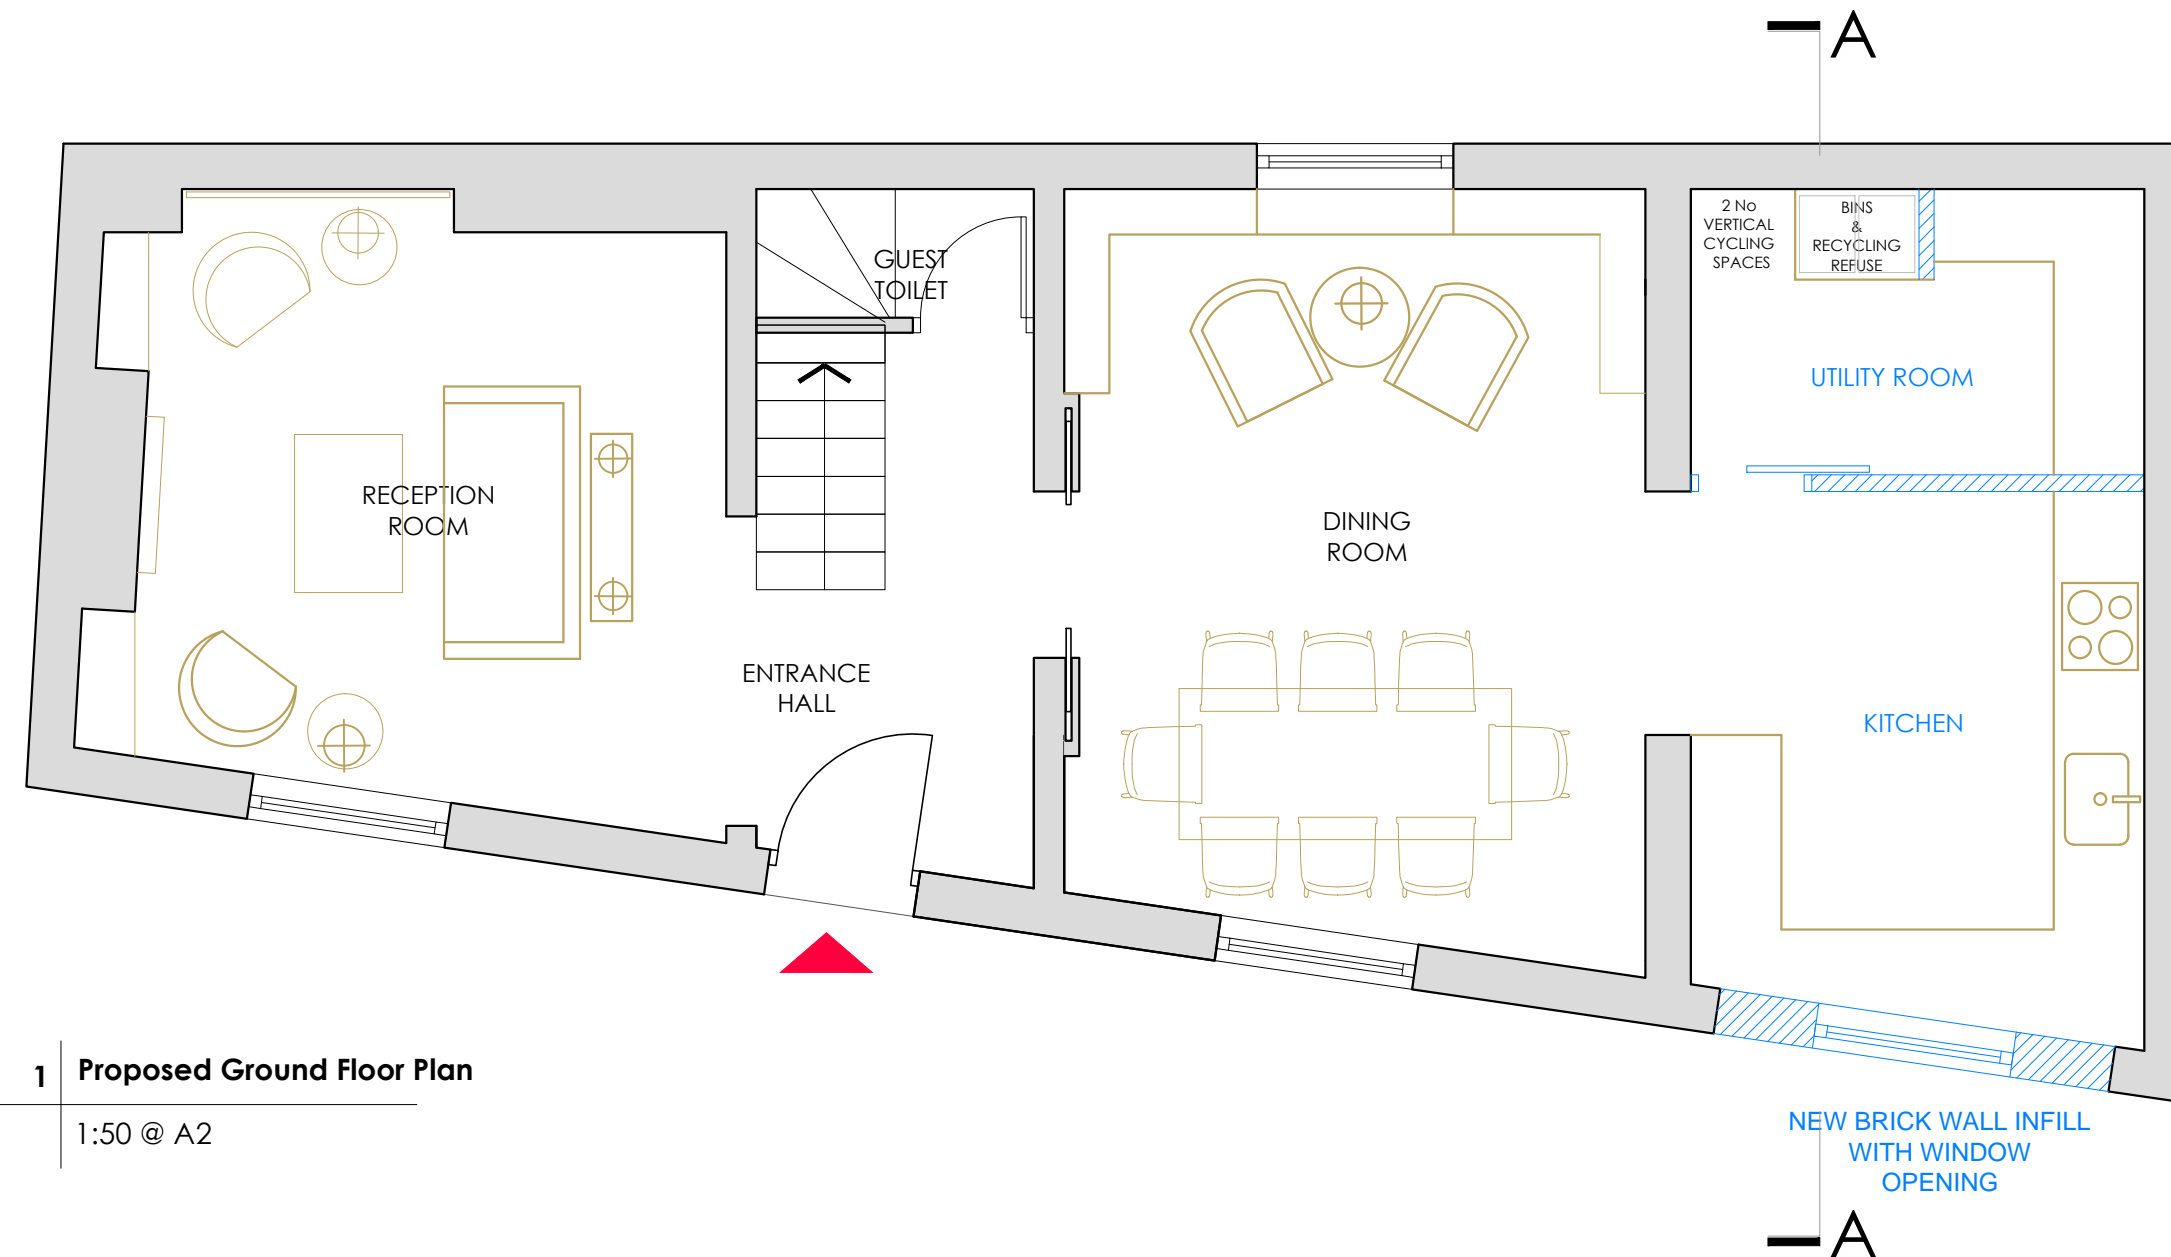 A
2 No
VERTICAL
CYCLING
SPACES
BINS
&
RECYCLING
REFUSE
GUEST
TOILET
UTILITY ROOM
RECEPTION
ROOM
DINING
ROOM
ENTRANCE
HALL
KITCHEN
1 Proposed Ground Floor Plan
1:50 @ A2
NEW BRICK WALL INFILL
WITH WINDOW
OPENING
A